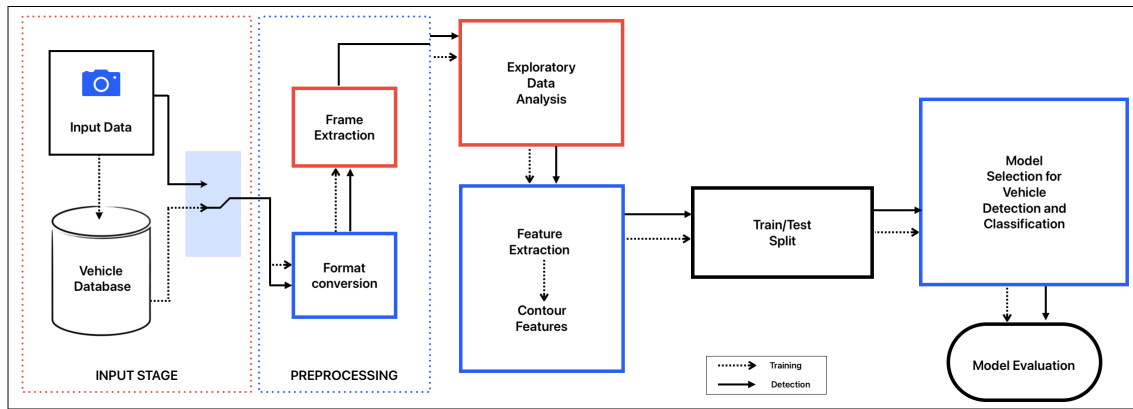 Input Data
Vehicle
Database
INPUT STAGE
Frame
Extraction
Format
conversion
PREPROCESSING
Exploratory
Data
Analysis
Feature
Extraction
Contour
Features
Train/Test
Split
Model
Selection for
Vehicle
Detection and
Classification
Model Evaluation
Training
Detection